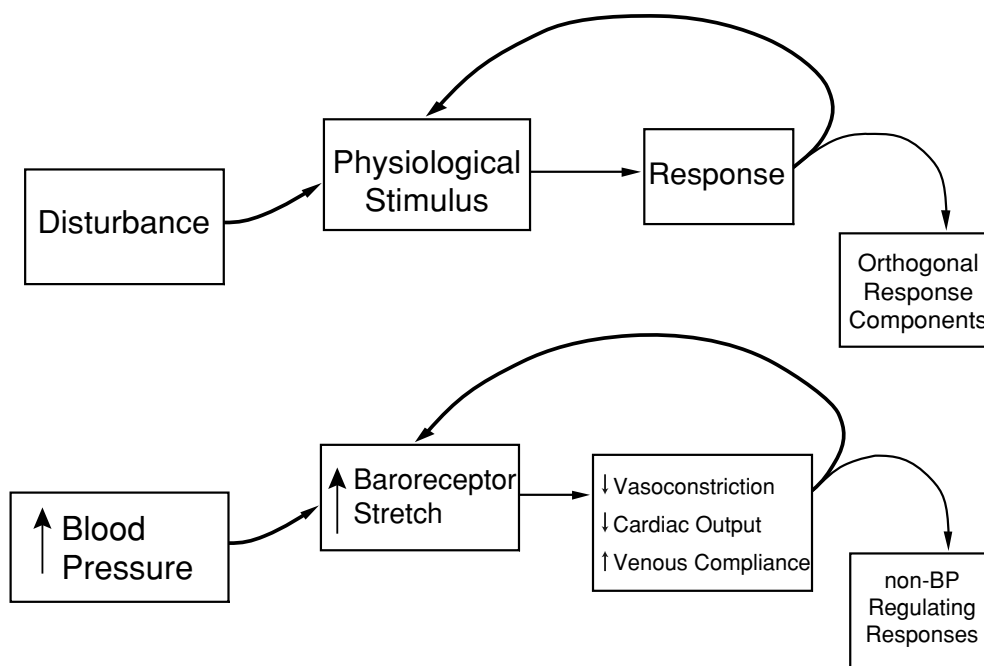 Disturbance
Physiological
Stimulus
Response
Orthogonal
Response
Components
↑ Blood
Pressure
↑ Baroreceptor
Stretch
↓ Vasoconstriction
↓ Cardiac Output
↑ Venous Compliance
non-BP
Regulating
Responses